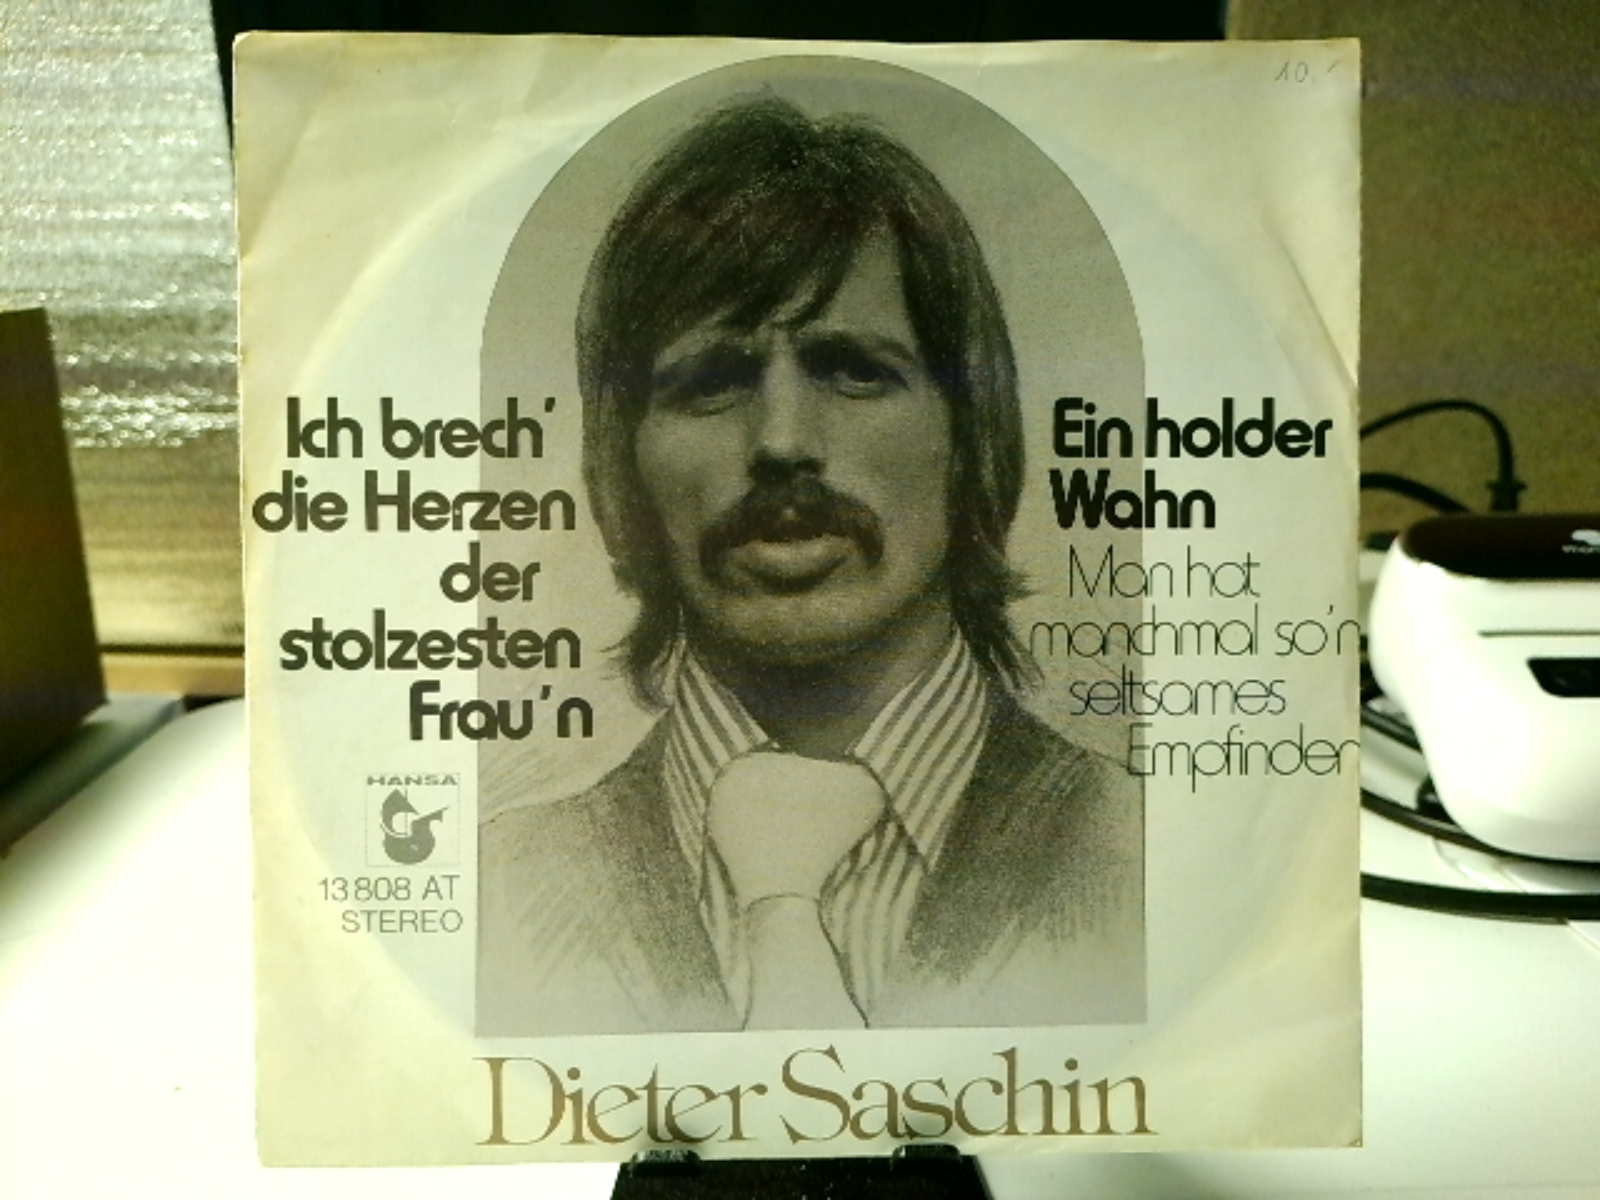 10.-
Ich brech'
die Herzen
der
stolzesten
Frau'n
HANSA
13 808 AT
STEREO
Ein holder
Wahn
Man hat
manchmal so'n
seltsames
Empfinden
Dieter Saschin